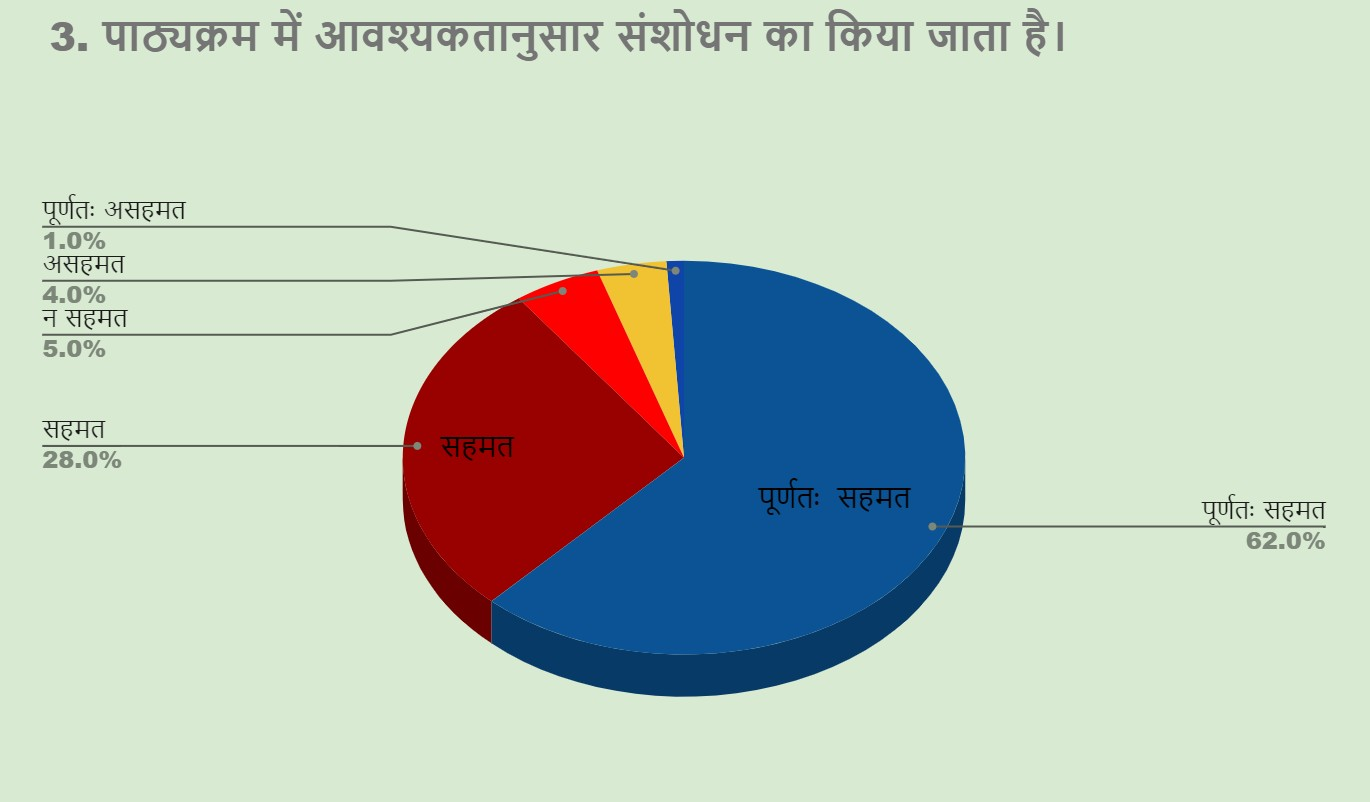 3. पाठ्यक्रम में आवश्यकतानुसार संशोधन का किया जाता है।
पूर्णतः असहमत
1.0%
असहमत
4.0%
न सहमत
5.0%
सहमत
28.0%
सहमत
पूर्णतः सहमत
पूर्णतः सहमत
62.0%